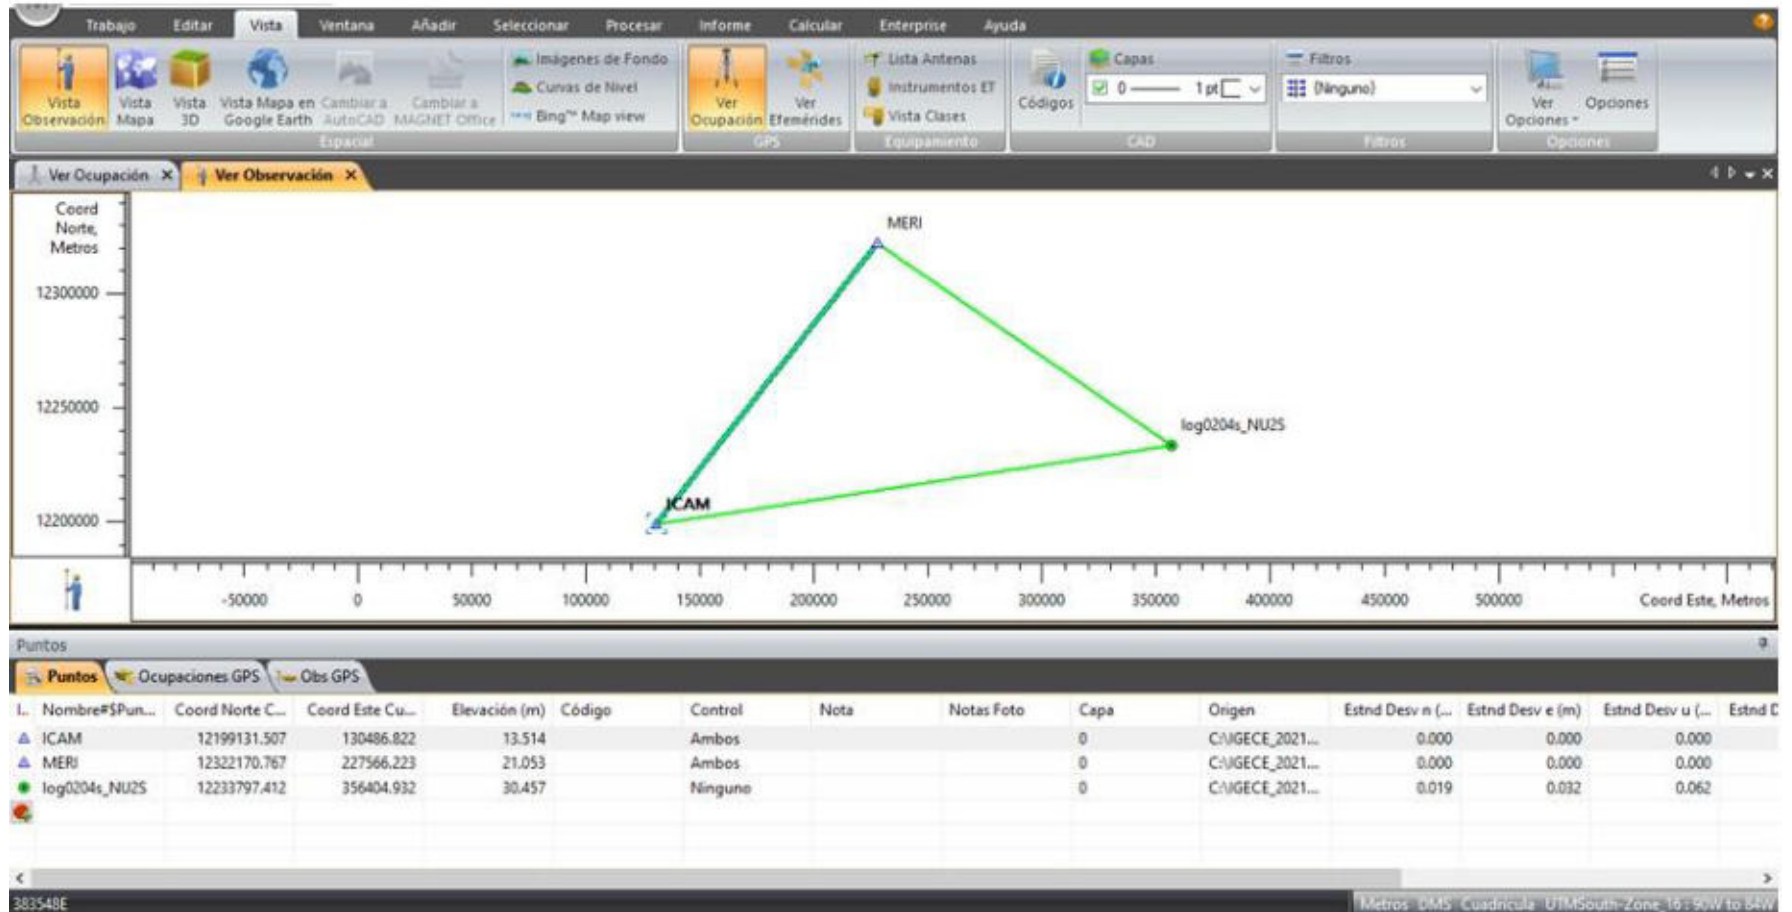 Trabajo Editar Vista Ventana Añadir Seleccionar Procesar Informe Calcular Enterprise Ayuda
Vista Observación
Vista Mapa
Vista 3D
Vista Mapa en Google Earth
Cambiar a AutoCAD
Cambiar a MAGNET Office
Imágenes de Fondo
Curvas de Nivel
Bing™ Map view
Espacial
Ver Ocupación
Ver Efemérides
GPS
Lista Antenas
Instrumentos ET
Vista Clases
Equipamiento
Códigos
Capas
0 1 pt
CAD
Filtros
(Ninguno)
Filtros
Ver Opciones
Opciones
Opciones
Ver Ocupación X Ver Observación X
Coord
Norte,
Metros
12300000
12250000
12200000
MERI
log0204s_NU2S
ICAM
-50000 0 50000 100000 150000 200000 250000 300000 350000 400000 450000 500000 Coord Este, Metros
Puntos
Puntos Ocupaciones GPS Obs GPS
I.. Nombre#$Pun... Coord Norte C... Coord Este Cu... Elevación (m) Código Control Nota Notas Foto Capa Origen Estnd Desv n (... Estnd Desv e (m) Estnd Desv u (... Estnd D
ICAM 12199131.507 130486.822 13.514 Ambos 0 C:\IGECE_2021... 0.000 0.000 0.000
MERI 12322170.767 227566.223 21.053 Ambos 0 C:\IGECE_2021... 0.000 0.000 0.000
log0204s_NU2S 12233797.412 356404.932 30.457 Ninguno 0 C:\IGECE_2021... 0.019 0.032 0.062
383548E Metros DMS Cuadrícula UTMSouth-Zone_16 : 90W to 84W